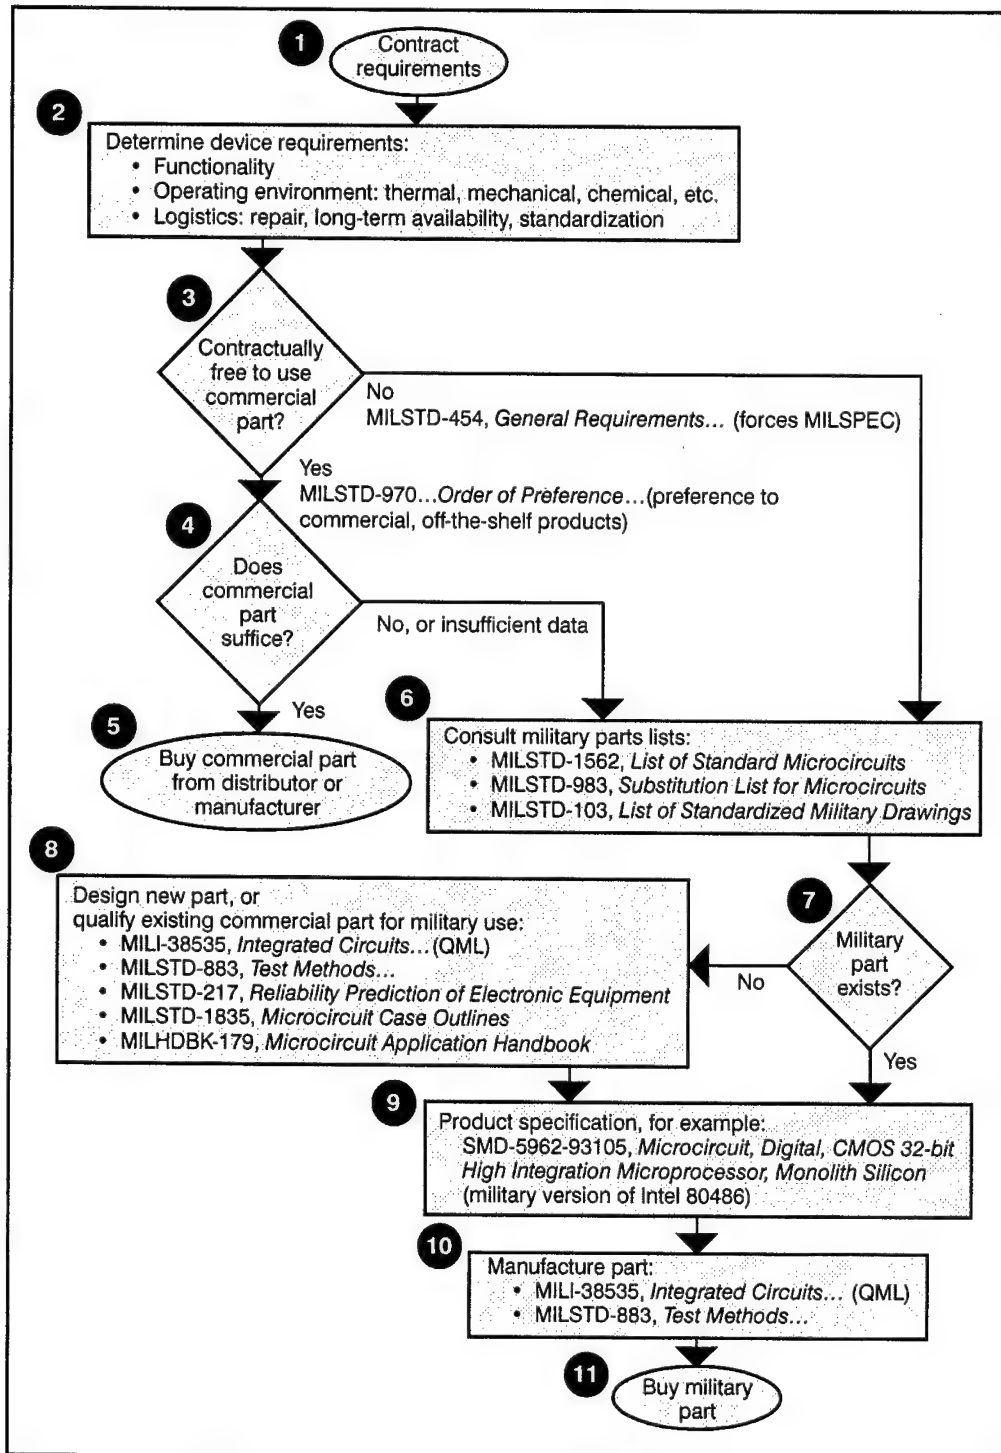 1
Contract
requirements
2
Determine device requirements:
• Functionality
• Operating environment: thermal, mechanical, chemical, etc.
• Logistics: repair, long-term availability, standardization
3
Contractually
free to use
commercial
part?
No
MILSTD-454, General Requirements... (forces MILSPEC)
Yes
MILSTD-970...Order of Preference...(preference to
commercial, off-the-shelf products)
4
Does
commercial
part
suffice?
No, or insufficient data
Yes
5
Buy commercial part
from distributor or
manufacturer
6
Consult military parts lists:
• MILSTD-1562, List of Standard Microcircuits
• MILSTD-983, Substitution List for Microcircuits
• MILSTD-103, List of Standardized Military Drawings
7
Military
part
exists?
No
Yes
8
Design new part, or
qualify existing commercial part for military use:
• MILI-38535, Integrated Circuits... (QML)
• MILSTD-883, Test Methods...
• MILSTD-217, Reliability Prediction of Electronic Equipment
• MILSTD-1835, Microcircuit Case Outlines
• MILHDBK-179, Microcircuit Application Handbook
9
Product specification, for example:
SMD-5962-93105, Microcircuit, Digital, CMOS 32-bit
High Integration Microprocessor, Monolith Silicon
(military version of Intel 80486)
10
Manufacture part:
• MILI-38535, Integrated Circuits... (QML)
• MILSTD-883, Test Methods...
11
Buy military
part